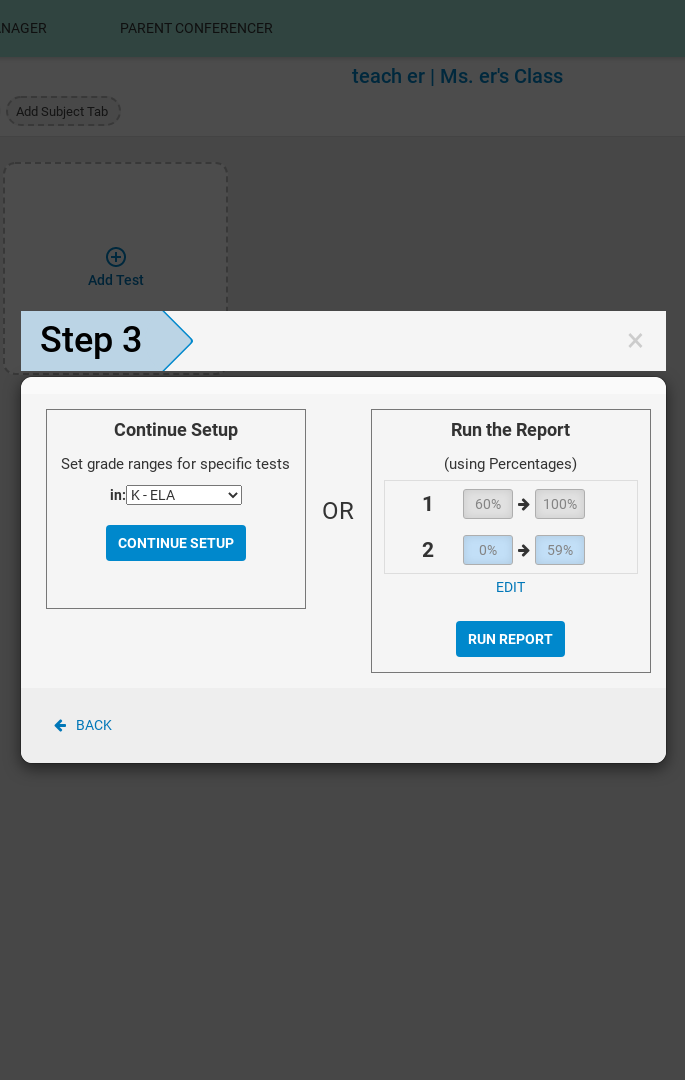 ANAGER PARENT CONFERENCER
teach er | Ms. er's Class
Add Subject Tab
Add Test
Step 3
×
Continue Setup
Set grade ranges for specific tests
in: K - ELA
CONTINUE SETUP
OR
Run the Report
(using Percentages)
1 60% 100%
2 0% 59%
EDIT
RUN REPORT
BACK